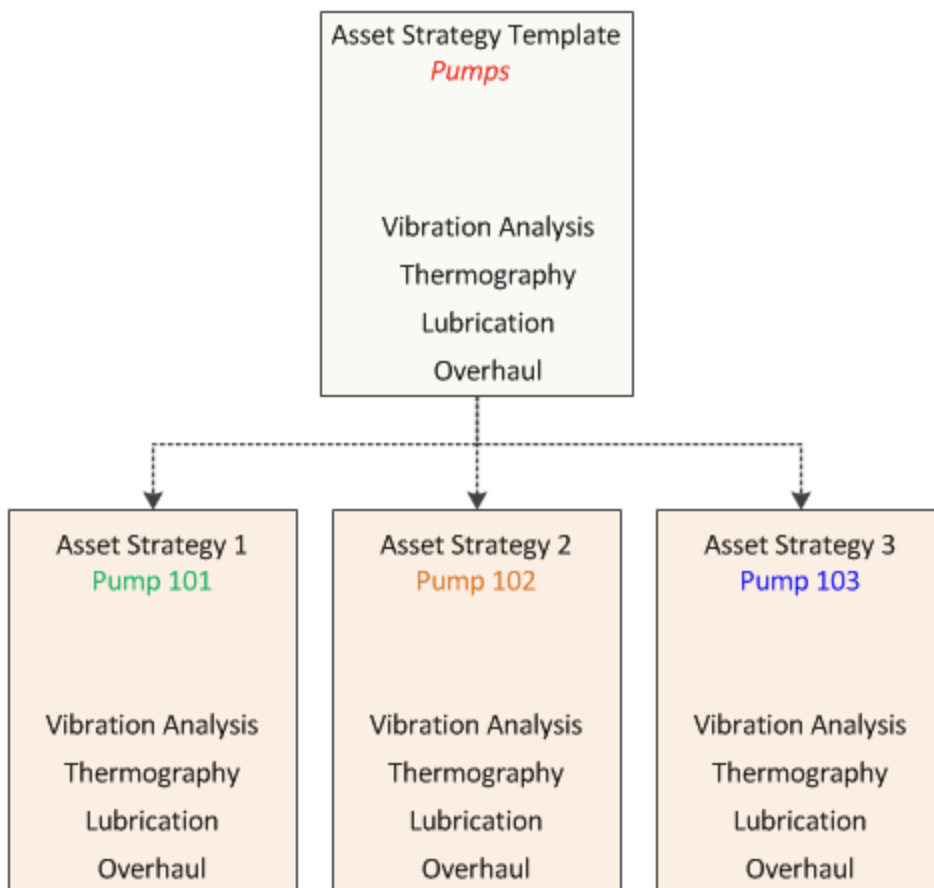 Asset Strategy Template
Pumps
Vibration Analysis
Thermography
Lubrication
Overhaul
Asset Strategy 1
Pump 101
Vibration Analysis
Thermography
Lubrication
Overhaul
Asset Strategy 2
Pump 102
Vibration Analysis
Thermography
Lubrication
Overhaul
Asset Strategy 3
Pump 103
Vibration Analysis
Thermography
Lubrication
Overhaul